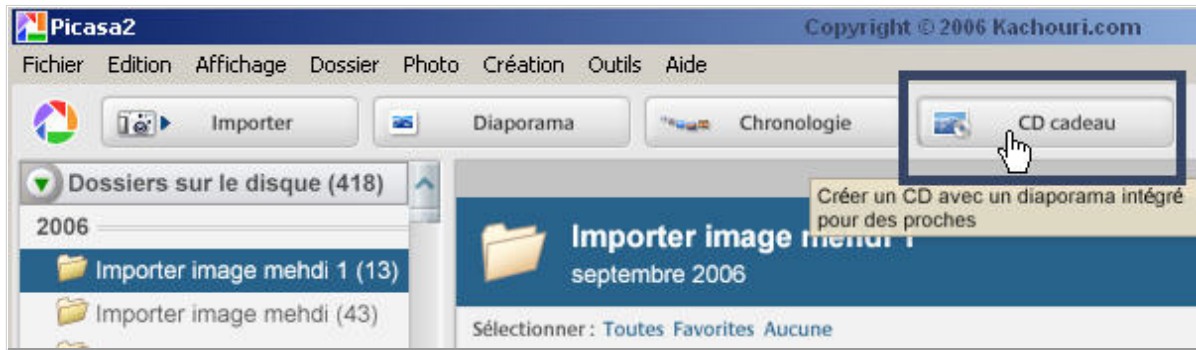 Picasa2 Copyright © 2006 Kachouri.com
Fichier Edition Affichage Dossier Photo Création Outils Aide
Importer Diaporama Chronologie CD cadeau
Dossiers sur le disque (418)
Créer un CD avec un diaporama intégré
pour des proches
2006
Importer image mehdi 1
Importer image mehdi 1 (13)
septembre 2006
Importer image mehdi (43)
Sélectionner : Toutes Favorites Aucune